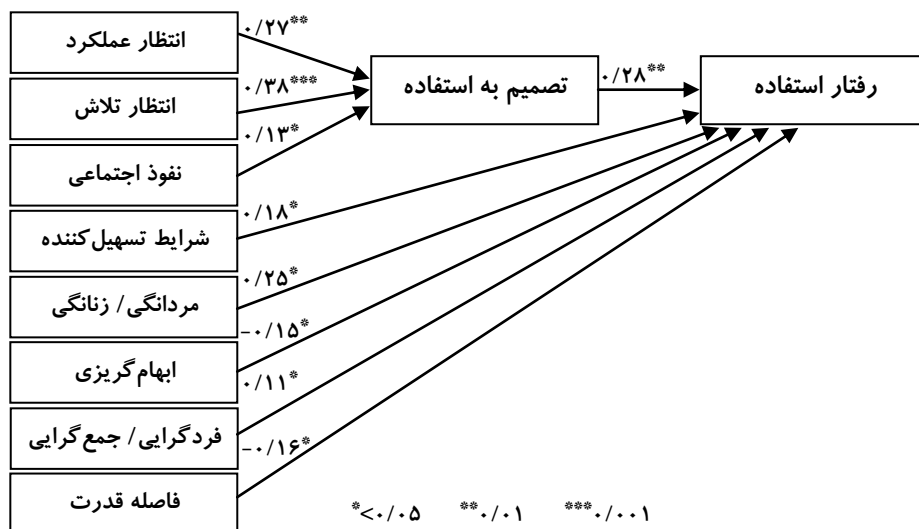 انتظار عملکرد
۰/۲۷**
انتظار تلاش
۰/۳۸***
نفوذ اجتماعی
۰/۱۳*
شرایط تسهیل‌کننده
۰/۱۸*
مردانگی/ زنانگی
۰/۲۵*
ابهام‌گریزی
-۰/۱۵*
فردگرایی/ جمع‌گرایی
۰/۱۱*
فاصله قدرت
-۰/۱۶*
تصمیم به استفاده
۰/۲۸**
رفتار استفاده
*<۰/۰۵ **۰/۰۱ ***۰/۰۰۱